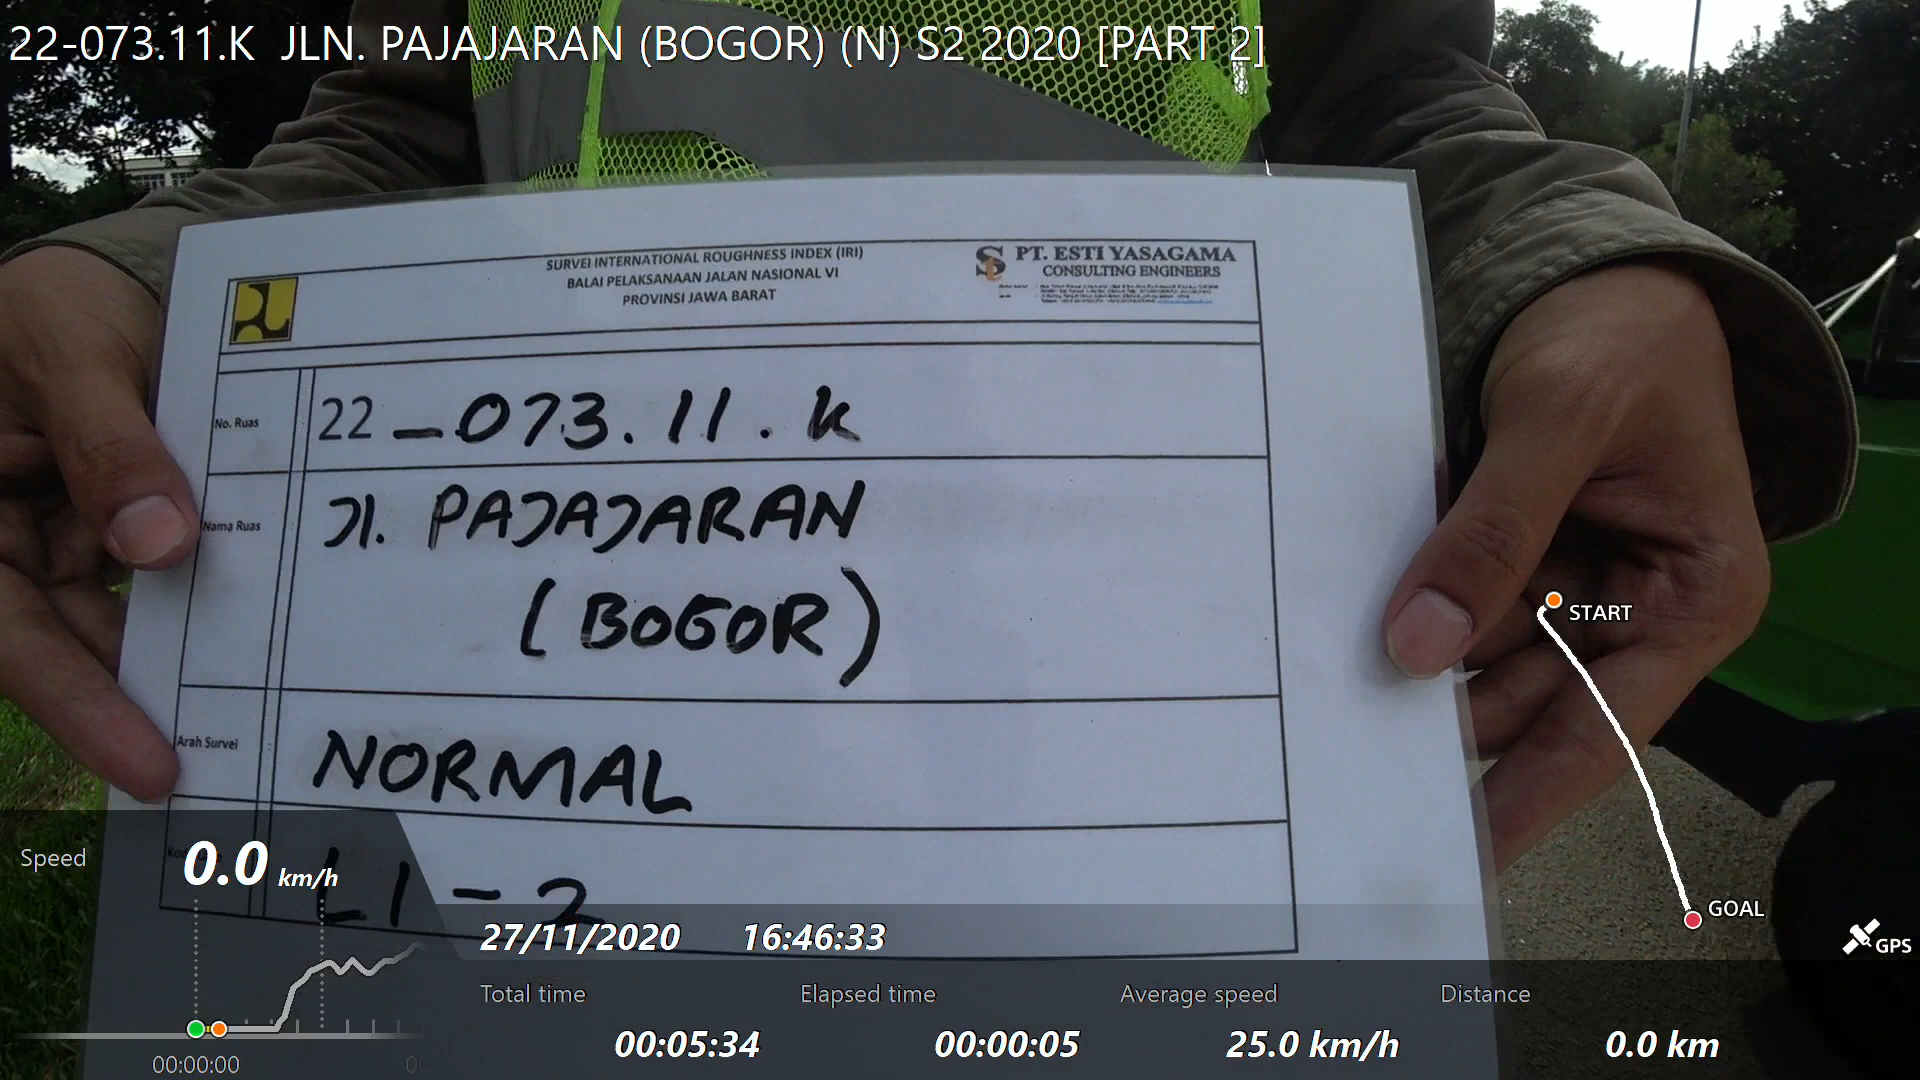 22-073.11.K JLN. PAJAJARAN (BOGOR) (N) S2 2020 [PART 2]
SURVEI INTERNATIONAL ROUGHNESS INDEX (IRI)
BALAI PELAKSANAAN JALAN NASIONAL VI
PROVINSI JAWA BARAT
PT. ESTI YASAGAMA
CONSULTING ENGINEERS
No. Ruas
22 - 073.11.K
Nama Ruas
Jl. PAJAJARAN
(BOGOR)
Arah Survei : NORMAL
L1 - 2
START
GOAL
GPS
Speed
0.0 km/h
00:00:00
27/11/2020 16:46:33
Total time
00:05:34
Elapsed time
00:00:05
Average speed
25.0 km/h
Distance
0.0 km